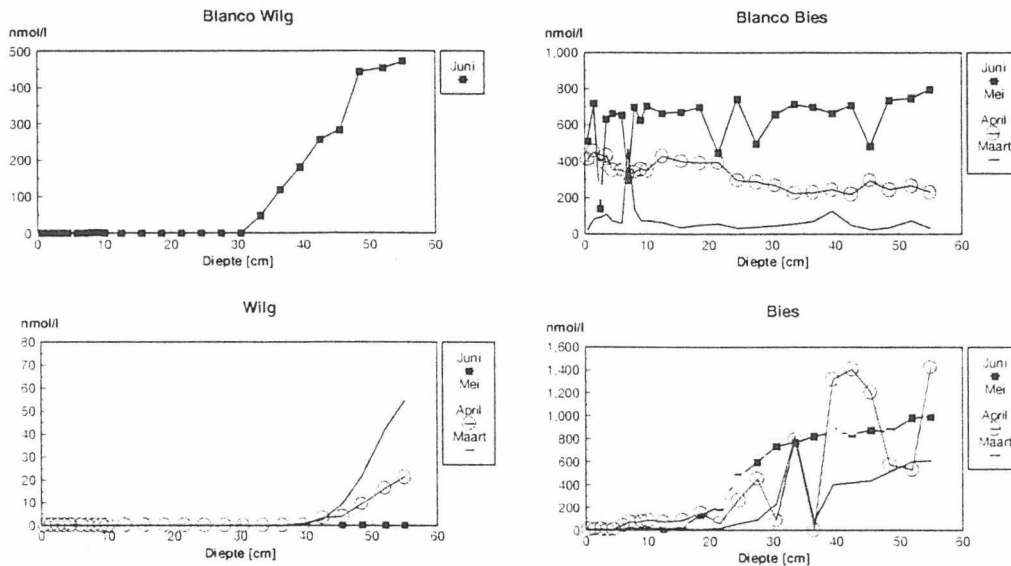 Blanco Wilg
nmol/l
500
400
300
200
100
0
0 10 20 30 40 50 60
Diepte [cm]
Juni
Mei
Blanco Bies
nmol/l
1.000
800
600
400
200
0
0 10 20 30 40 50 60
Diepte [cm]
Juni
Mei
April
Maart
Wilg
nmol/l
80
70
60
50
40
30
20
10
0
0 10 20 30 40 50 60
Diepte [cm]
Juni
Mei
April
Maart
Bies
nmol/l
1.600
1.400
1.200
1.000
800
600
400
200
0
0 10 20 30 40 50 60
Diepte [cm]
Juni
Mei
April
Maart